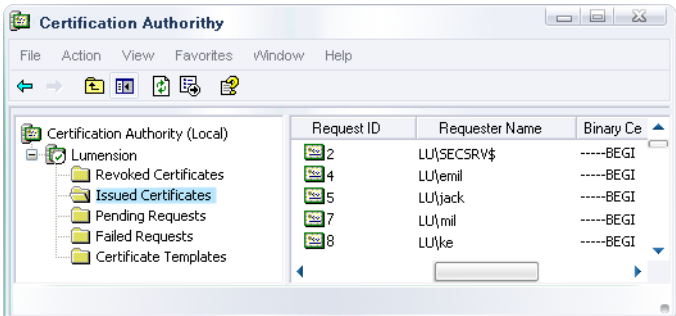 Certification Authorithy
File Action View Favorites Window Help
Certification Authority (Local)
Lumension
Revoked Certificates
Issued Certificates
Pending Requests
Failed Requests
Certificate Templates
Request ID Requester Name Binary Ce
2 LU\SECSRV$ -----BEGI
4 LU\emil -----BEGI
5 LU\jack -----BEGI
7 LU\mil -----BEGI
8 LU\ke -----BEGI